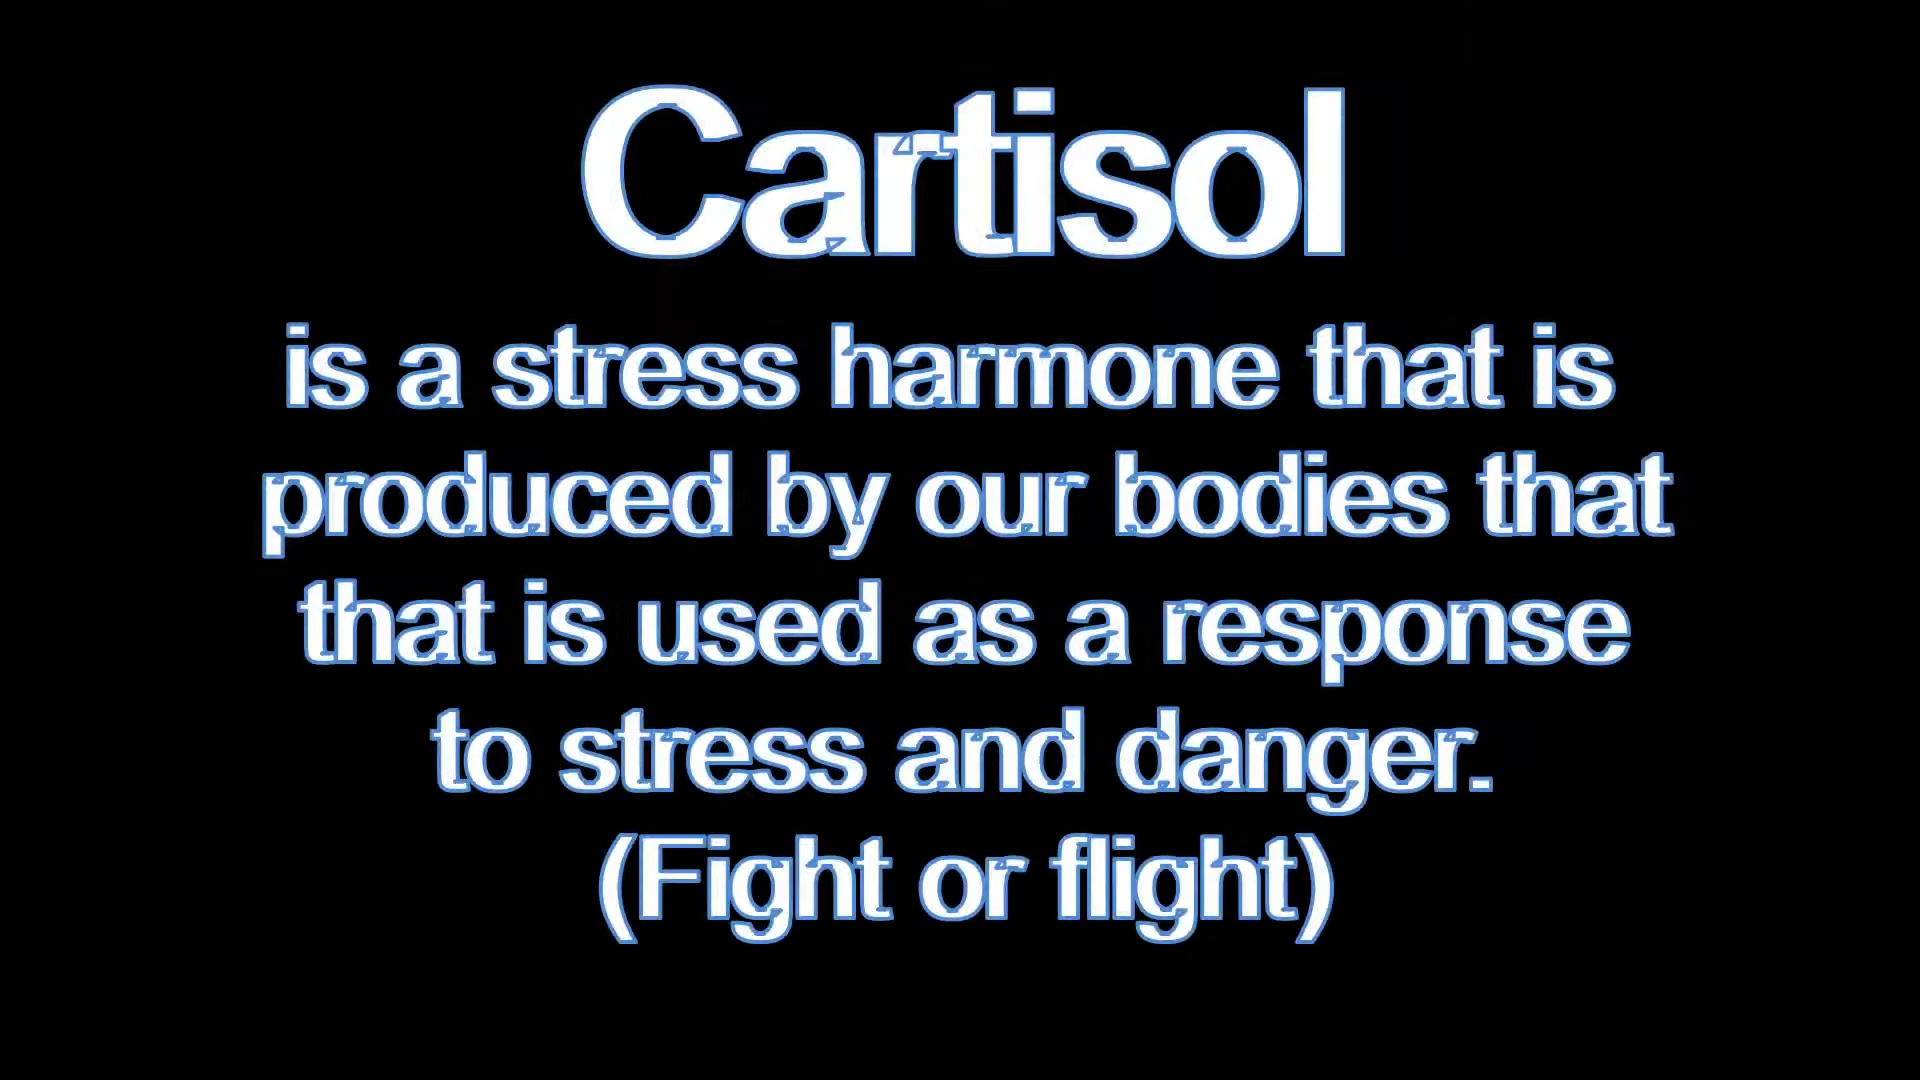 Cartisol
is a stress harmone that is
produced by our bodies that
that is used as a response
to stress and danger.
(Fight or flight)